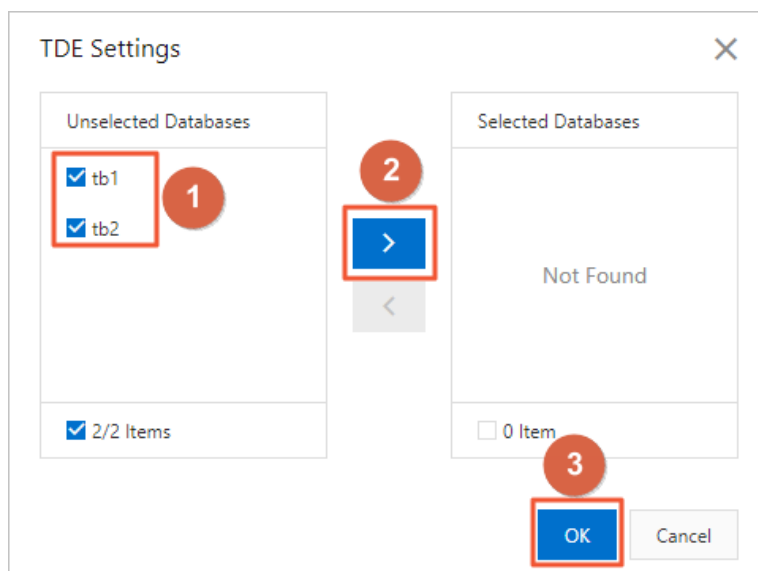 TDE Settings
Unselected Databases
Selected Databases
tb1
1
2
tb2
>
Not Found
<
2/2 Items
0 Item
3
OK
Cancel